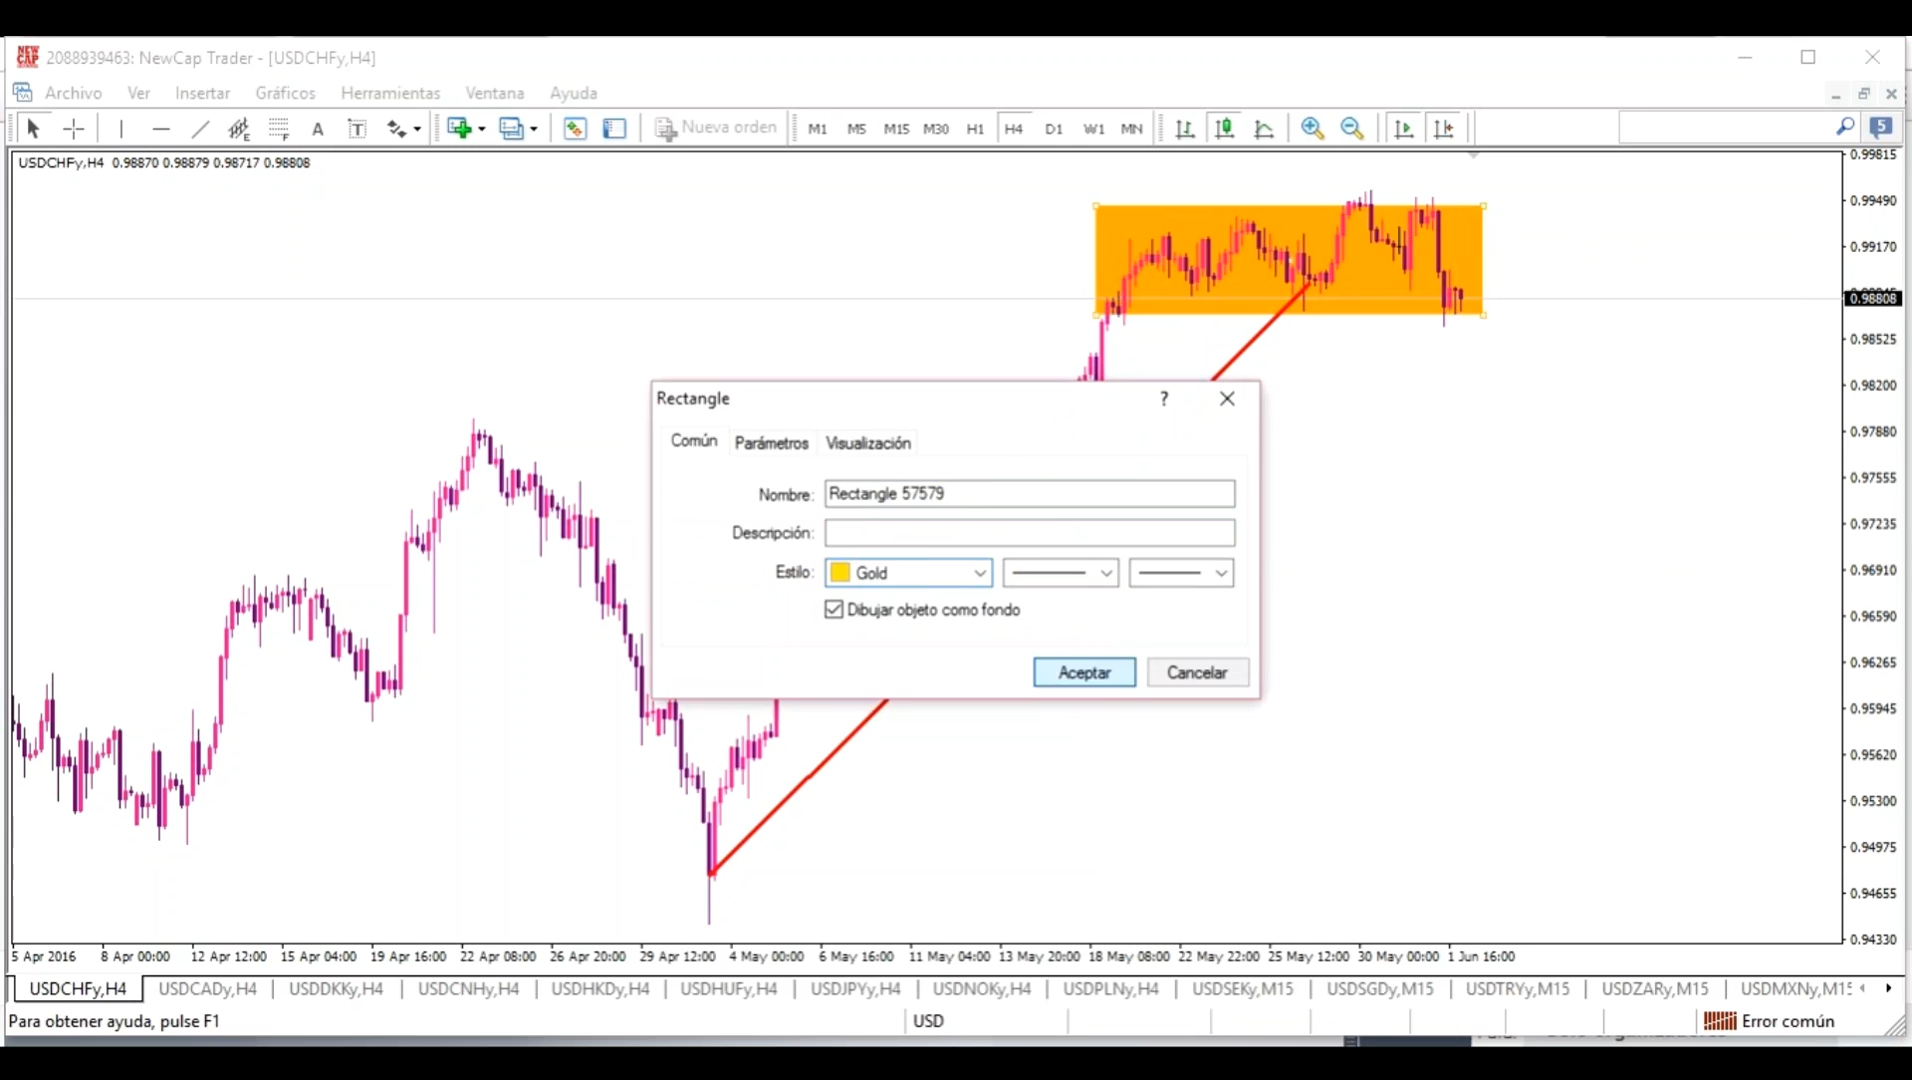 NEW CAP 2088939463: NewCap Trader - [USDCHFy,H4]
Archivo Ver Insertar Gráficos Herramientas Ventana Ayuda
E F A T Nueva orden M1 M5 M15 M30 H1 H4 D1 W1 MN 5
USDCHFy,H4 0.98870 0.98879 0.98717 0.98808
0.99815
0.99490
0.99170
0.98808
0.98525
0.98200
0.97880
0.97555
0.97235
0.96910
0.96590
0.96265
0.95945
0.95620
0.95300
0.94975
0.94655
0.94330
Rectangle ?
Común Parámetros Visualización
Nombre: Rectangle 57579
Descripción:
Estilo: Gold
Dibujar objeto como fondo
Aceptar Cancelar
5 Apr 2016 8 Apr 00:00 12 Apr 12:00 15 Apr 04:00 19 Apr 16:00 22 Apr 08:00 26 Apr 20:00 29 Apr 12:00 4 May 00:00 6 May 16:00 11 May 04:00 13 May 20:00 18 May 08:00 22 May 22:00 25 May 12:00 30 May 00:00 1 Jun 16:00
USDCHFy,H4 USDCADy,H4 USDDKKy,H4 USDCNHy,H4 USDHKDy,H4 USDHUFy,H4 USDJPYy,H4 USDNOKy,H4 USDPLNy,H4 USDSEKy,M15 USDSGDy,M15 USDTRYy,M15 USDZARy,M15 USDMXNy,M15
Para obtener ayuda, pulse F1 USD Error común